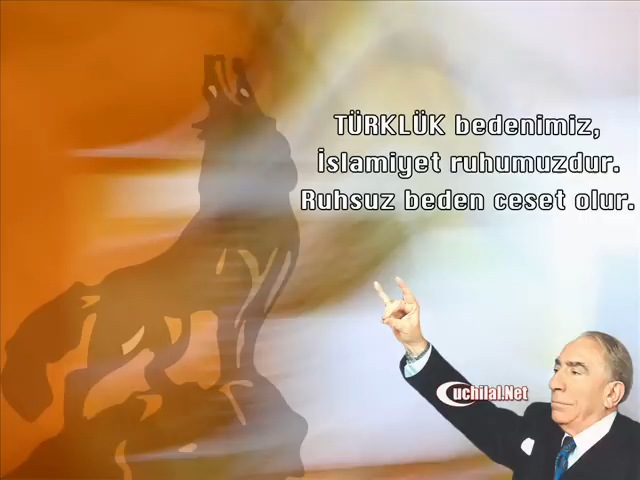 TÜRKLÜK bedenimiz,
İslamiyet ruhumuzdur.
Ruhsuz beden ceset olur.
uchilal.Net